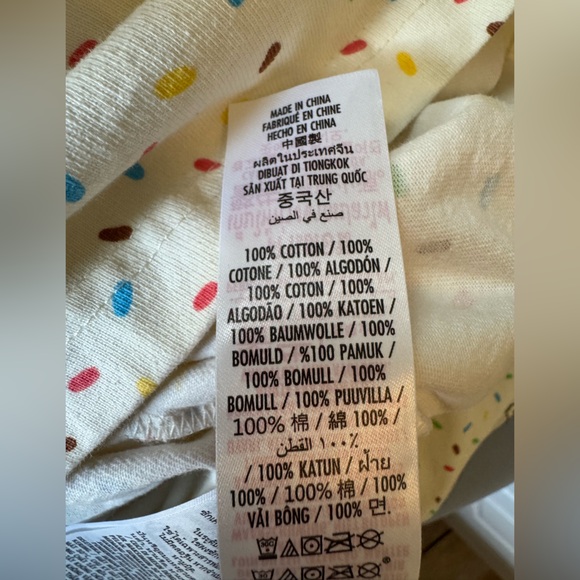 MADE IN CHINA
FABRIQUÉ EN CHINE
HECHO EN CHINA
中國製
ผลิตในประเทศจีน
DIBUAT DI TIONGKOK
SẢN XUẤT TẠI TRUNG QUỐC
중국산
صنع في الصين
100% COTTON / 100%
COTONE / 100% ALGODÓN /
100% COTON / 100%
ALGODÃO / 100% KATOEN /
100% BAUMWOLLE / 100%
BOMULD / %100 PAMUK /
100% BOMULL / 100%
BOMULL / 100% PUUVILLA /
100% 棉 / 綿 100% /
١٠٠٪ القطن
/ 100% KATUN / ฝ้าย
100% / 100% 棉 / 100%
VẢI BÔNG / 100% 면.